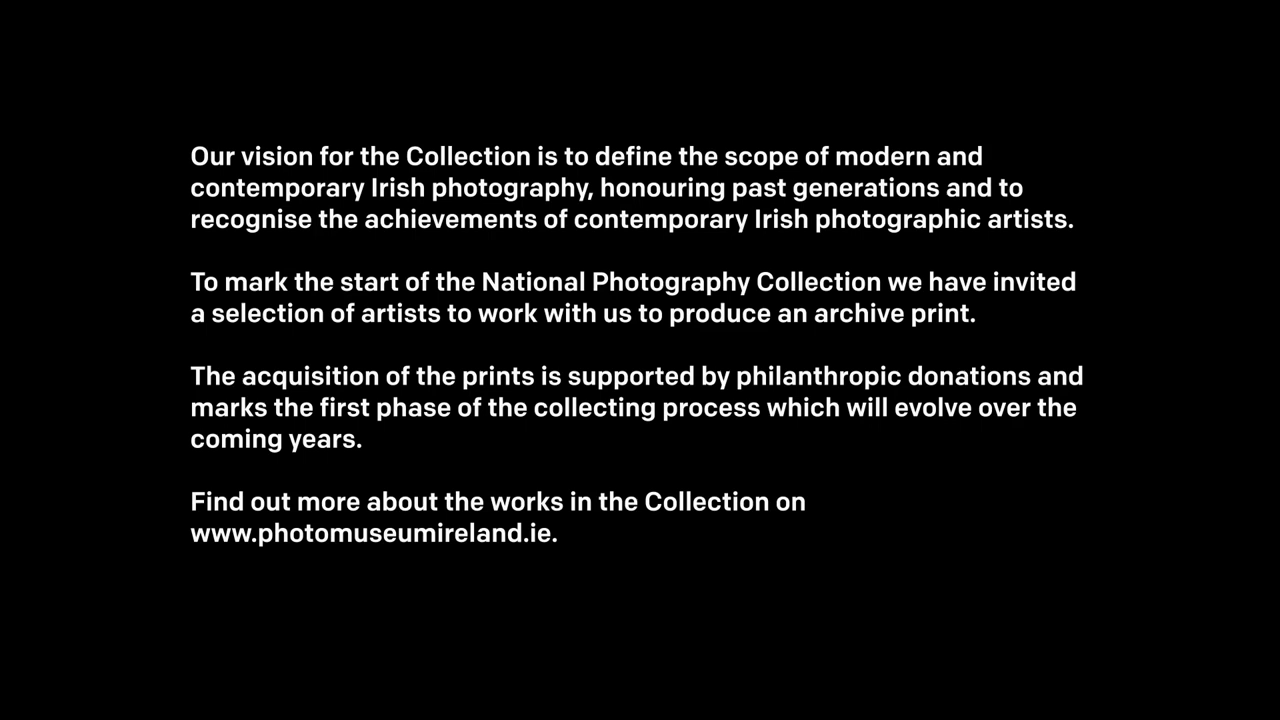 Our vision for the Collection is to define the scope of modern and
contemporary Irish photography, honouring past generations and to
recognise the achievements of contemporary Irish photographic artists.
To mark the start of the National Photography Collection we have invited
a selection of artists to work with us to produce an archive print.
The acquisition of the prints is supported by philanthropic donations and
marks the first phase of the collecting process which will evolve over the
coming years.
Find out more about the works in the Collection on
www.photomuseumireland.ie.